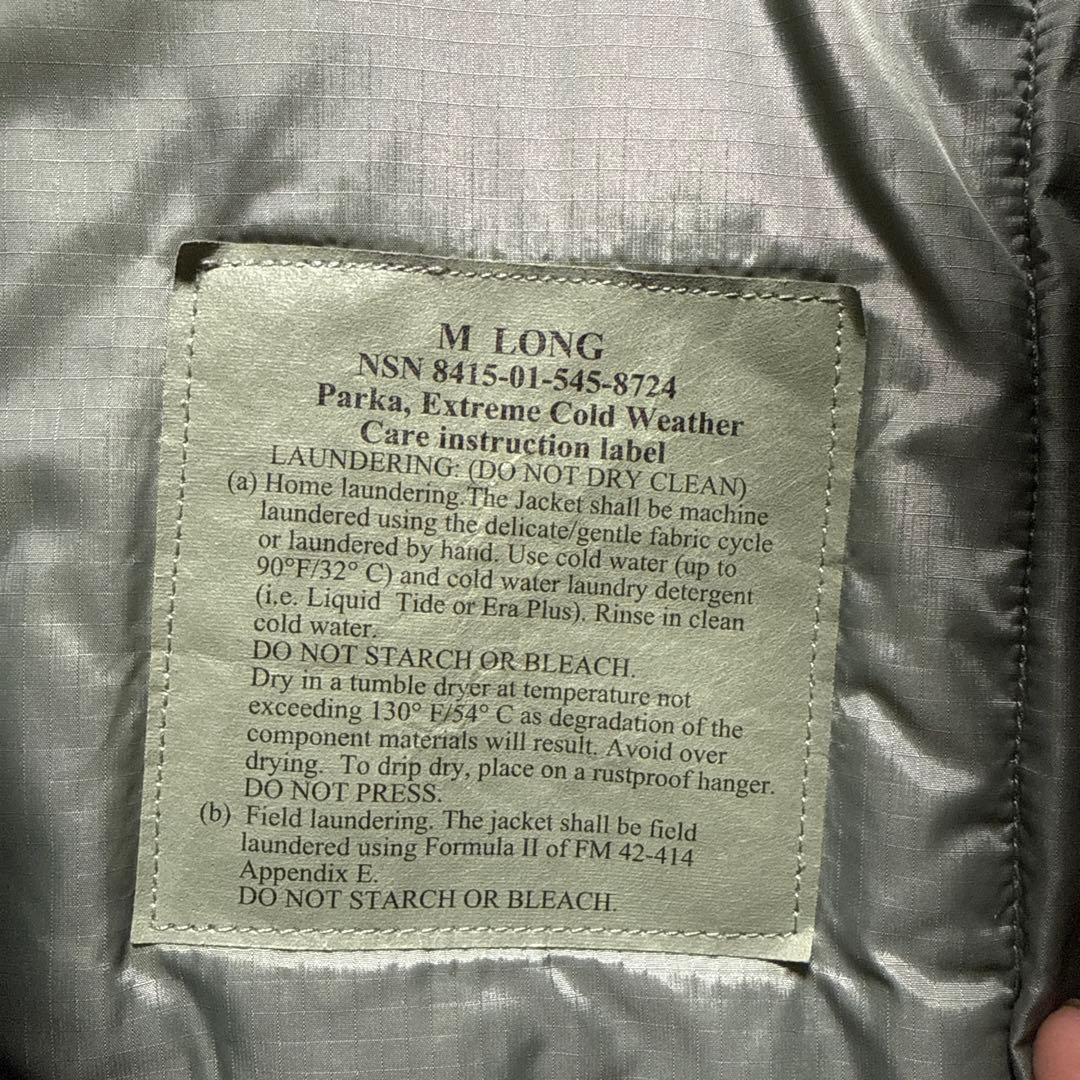 M LONG
NSN 8415-01-545-8724
Parka, Extreme Cold Weather
Care instruction label
LAUNDERING: (DO NOT DRY CLEAN)
(a) Home laundering.The Jacket shall be machine
laundered using the delicate/gentle fabric cycle
or laundered by hand. Use cold water (up to
90°F/32° C) and cold water laundry detergent
(i.e. Liquid Tide or Era Plus). Rinse in clean
cold water.
DO NOT STARCH OR BLEACH.
Dry in a tumble dryer at temperature not
exceeding 130° F/54° C as degradation of the
component materials will result. Avoid over
drying. To drip dry, place on a rustproof hanger.
DO NOT PRESS.
(b) Field laundering. The jacket shall be field
laundered using Formula II of FM 42-414
Appendix E.
DO NOT STARCH OR BLEACH.